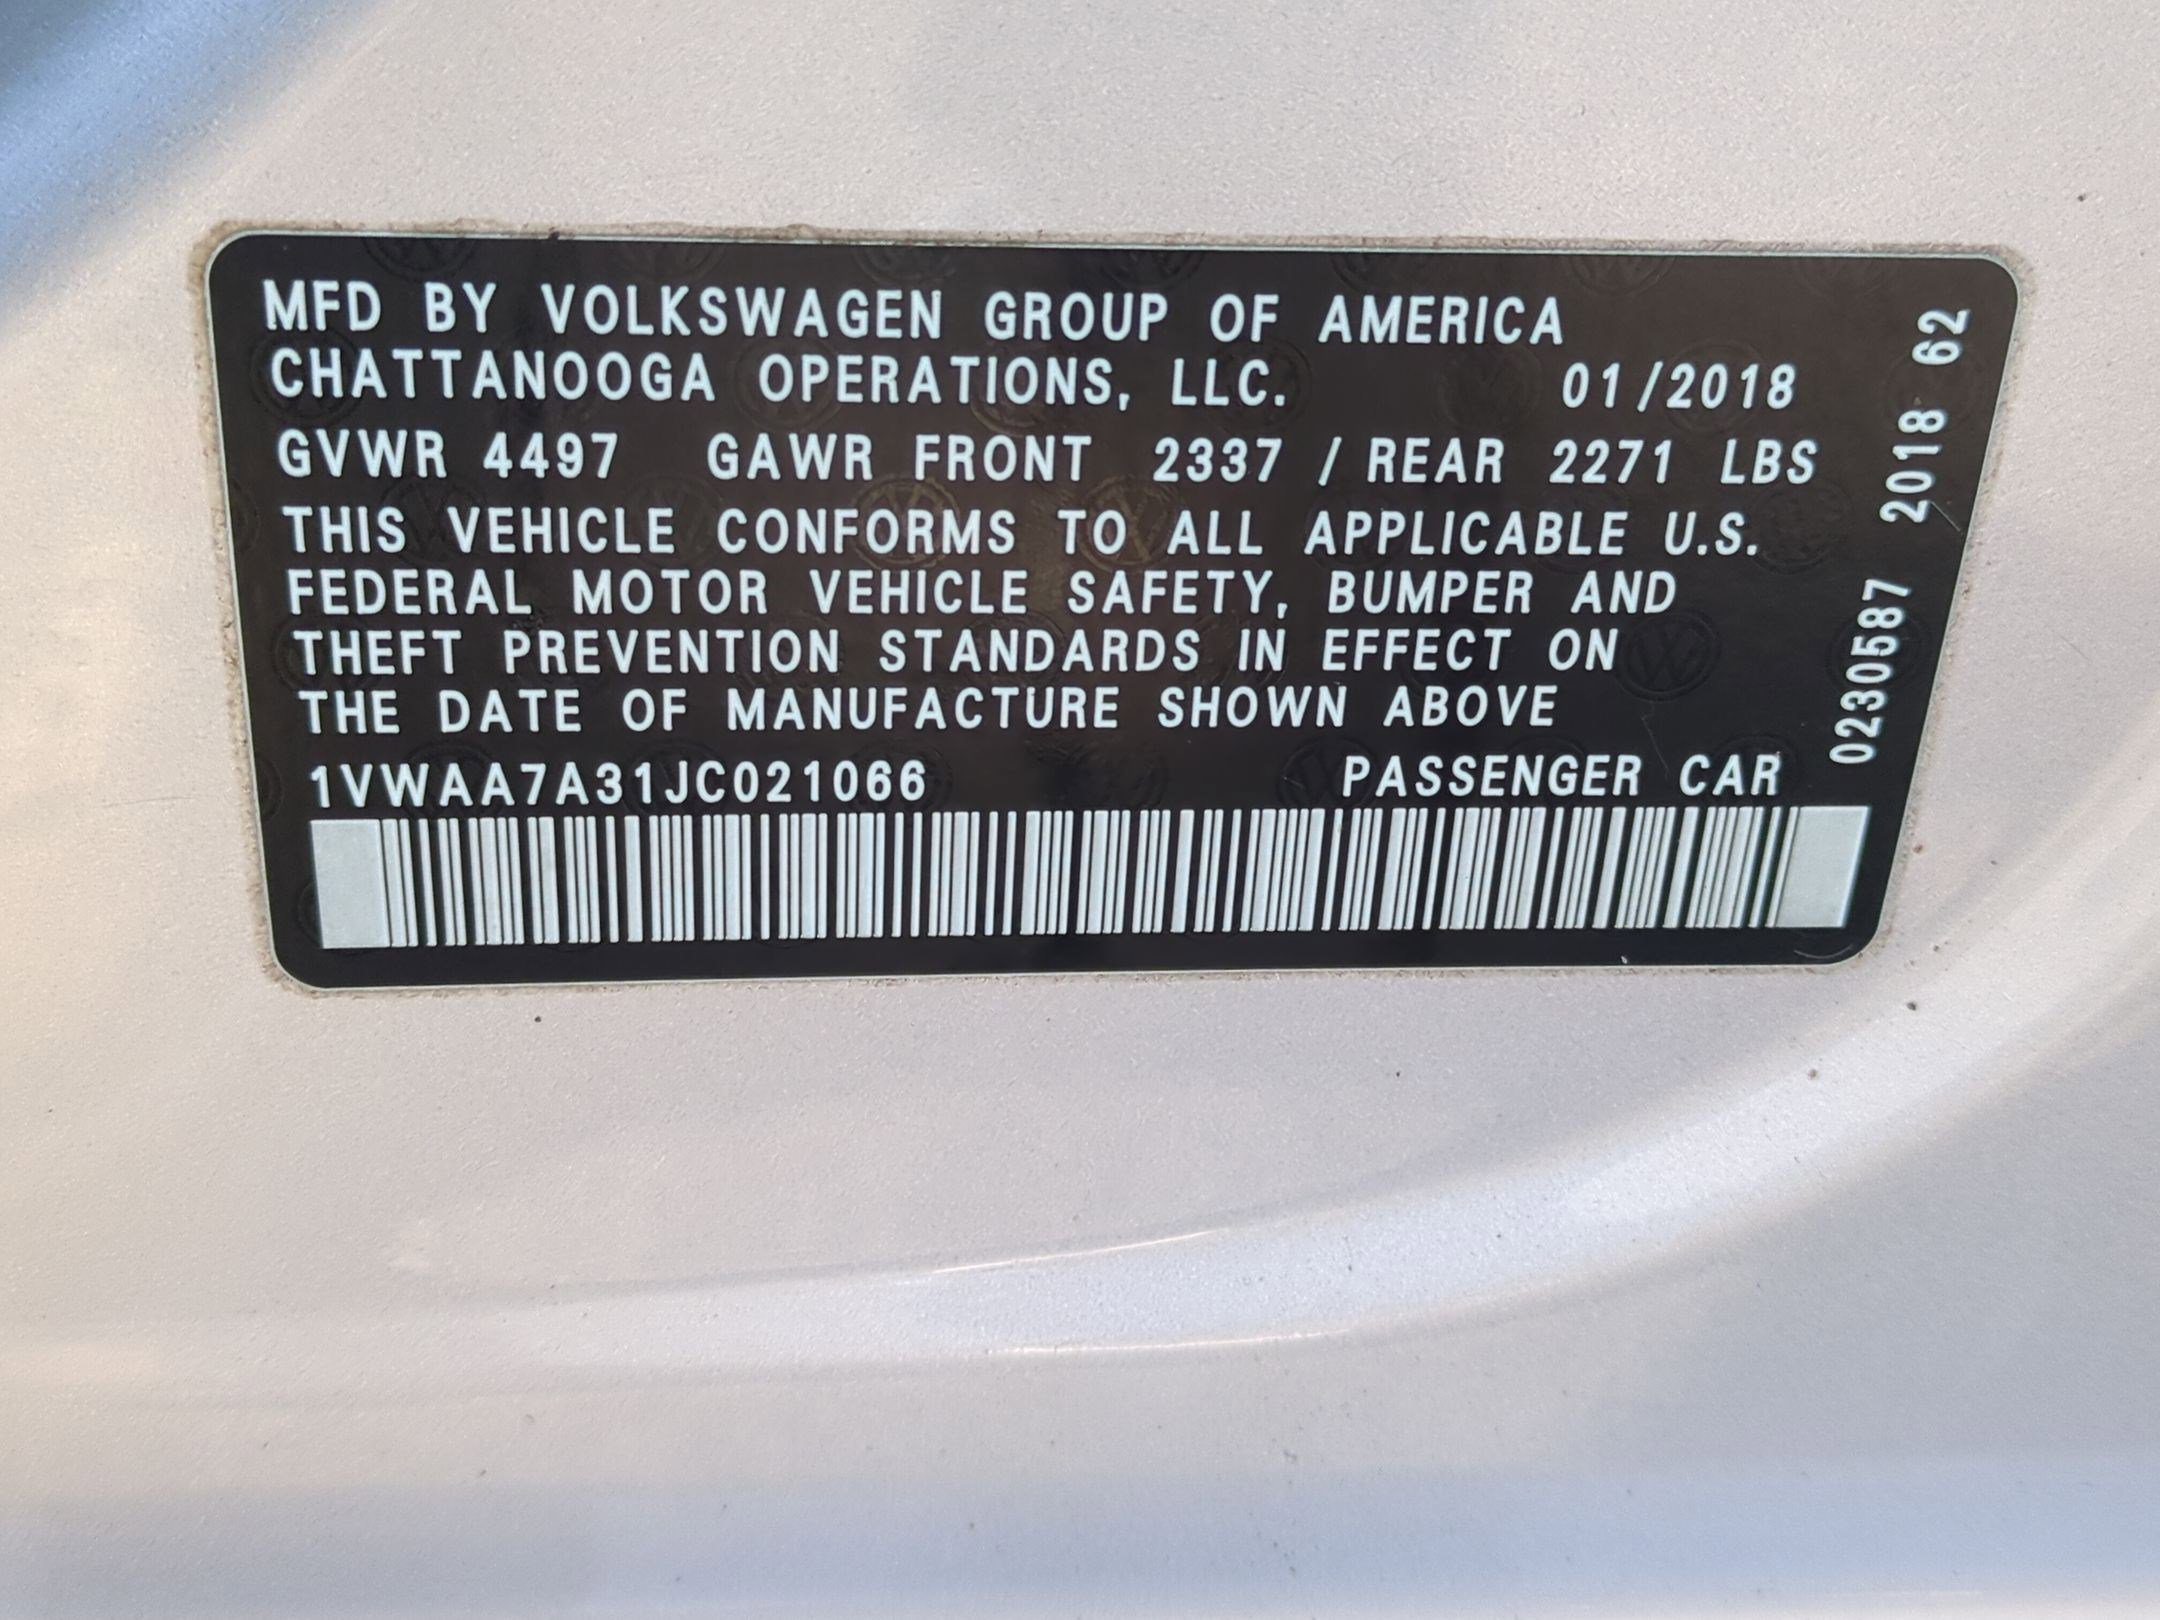 MFD BY VOLKSWAGEN GROUP OF AMERICA
CHATTANOOGA OPERATIONS, LLC. 01/2018
GVWR 4497 GAWR FRONT 2337 / REAR 2271 LBS
THIS VEHICLE CONFORMS TO ALL APPLICABLE U.S.
FEDERAL MOTOR VEHICLE SAFETY, BUMPER AND
THEFT PREVENTION STANDARDS IN EFFECT ON
THE DATE OF MANUFACTURE SHOWN ABOVE
1VWAA7A31JC021066 PASSENGER CAR
0230587 2018 62